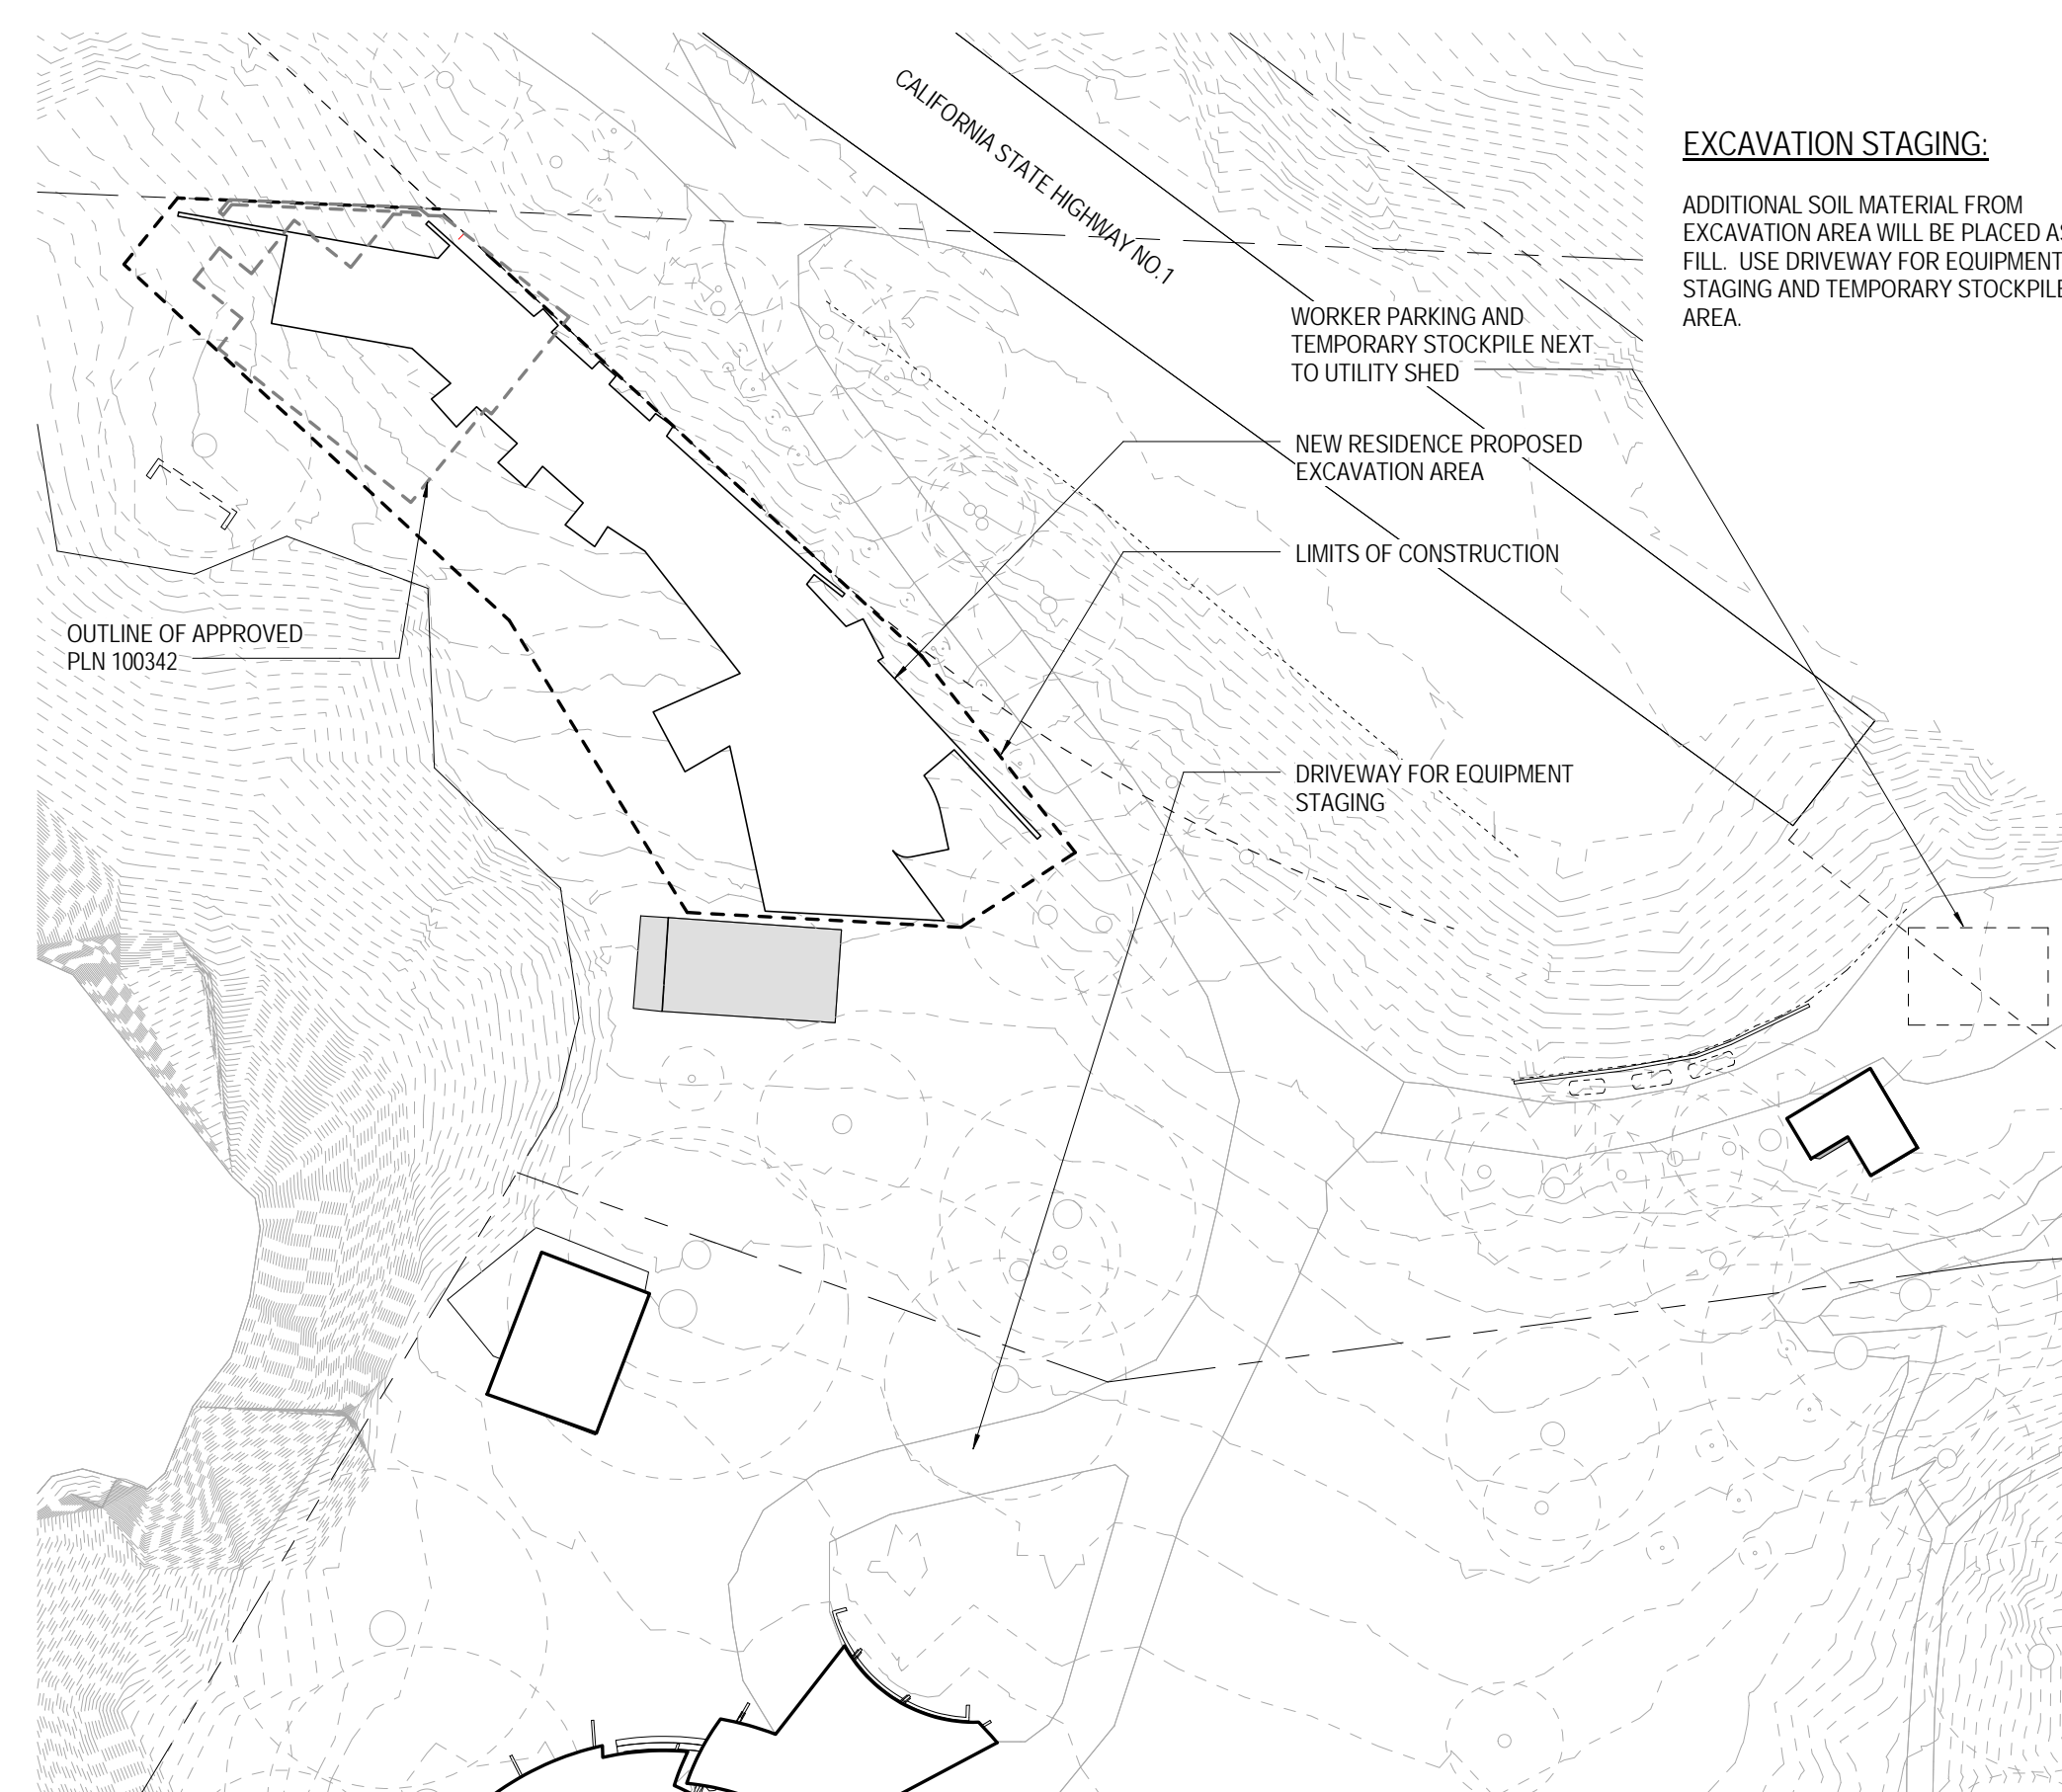 CALIFORNIA STATE HIGHWAY NO.1
EXCAVATION STAGING:
ADDITIONAL SOIL MATERIAL FROM
EXCAVATION AREA WILL BE PLACED AS
FILL. USE DRIVEWAY FOR EQUIPMENT
STAGING AND TEMPORARY STOCKPILE
AREA.
WORKER PARKING AND
TEMPORARY STOCKPILE NEXT
TO UTILITY SHED
NEW RESIDENCE PROPOSED
EXCAVATION AREA
LIMITS OF CONSTRUCTION
OUTLINE OF APPROVED
PLN 100342
DRIVEWAY FOR EQUIPMENT
STAGING